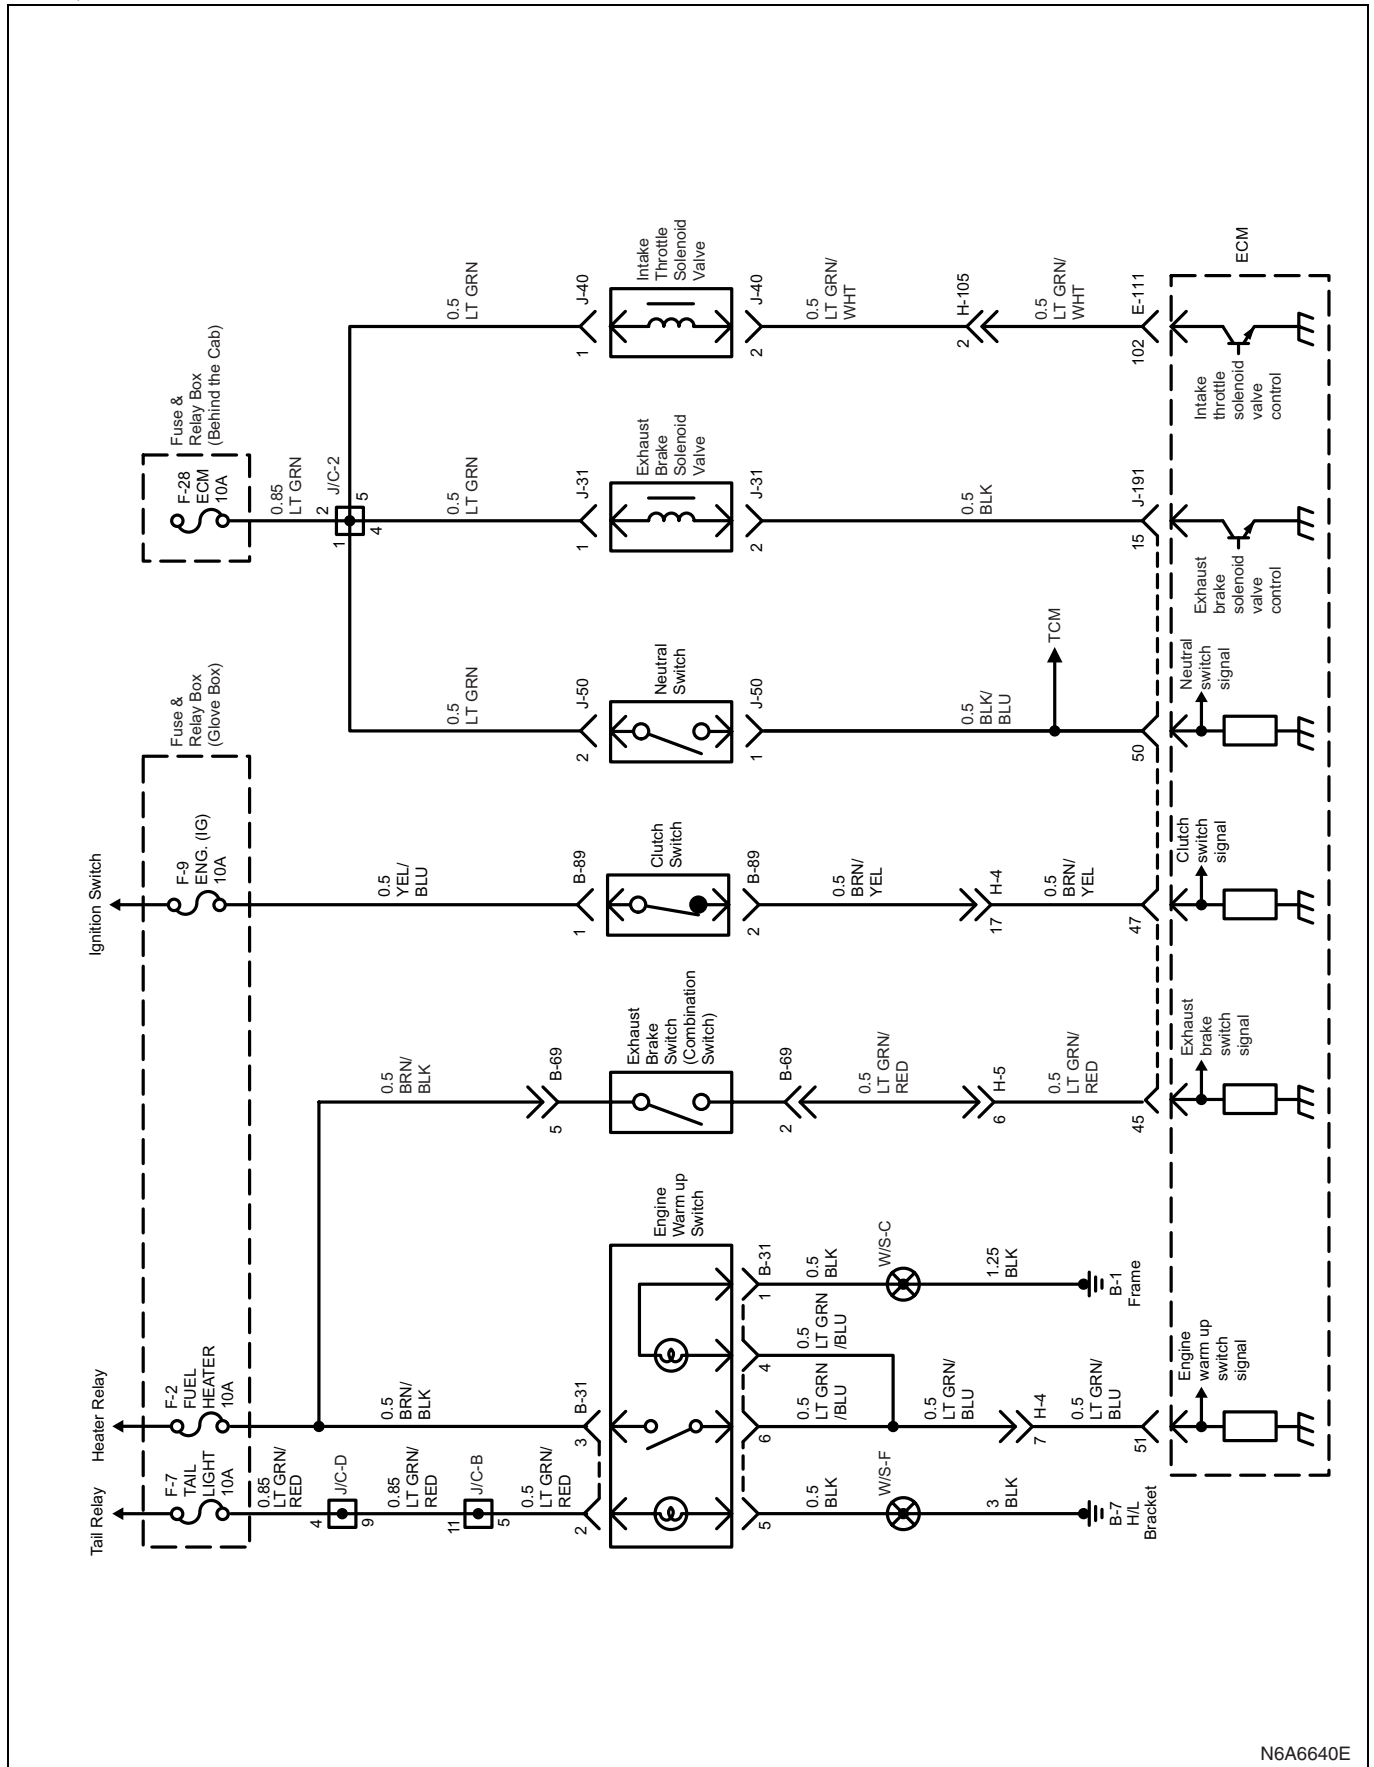 Tail Relay
Heater Relay
Ignition Switch
F-7
TAIL
LIGHT
10A
F-2
FUEL
HEATER
10A
F-9
ENG. (IG)
10A
Fuse &
Relay Box
(Glove Box)
F-28
ECM
10A
Fuse &
Relay Box
(Behind the Cab)
0.85
LT GRN/
RED
4
J/C-D
9
0.85
LT GRN/
RED
11
J/C-B
5
0.5
LT GRN/
RED
0.5
BRN/
BLK
0.5
BRN/
BLK
0.5
YEL/
BLU
0.85
LT GRN
2
J/C-2
1
4
5
0.5
LT GRN
0.5
LT GRN
0.5
LT GRN
2
3
B-31
5
B-69
1
B-89
2
J-50
1
J-31
1
J-40
Engine
Warm up
Switch
Exhaust
Brake
Switch
(Combination
Switch)
Clutch
Switch
Neutral
Switch
Exhaust
Brake
Solenoid
Valve
Intake
Throttle
Solenoid
Valve
5
6
4
1
B-31
2
B-69
2
B-89
1
J-50
2
J-31
2
J-40
0.5
BLK
0.5
LT GRN
/BLU
0.5
LT GRN
/BLU
0.5
BLK
0.5
LT GRN/
RED
0.5
BRN/
YEL
0.5
BLK/
BLU
0.5
BLK
0.5
LT GRN/
WHT
W/S-F
0.5
LT GRN/
BLU
W/S-C
3
BLK
7
H-4
1.25
BLK
6
H-5
17
H-4
2
H-105
0.5
LT GRN/
BLU
0.5
LT GRN/
RED
0.5
BRN/
YEL
TCM
0.5
LT GRN/
WHT
B-7
H/L
Bracket
B-1
Frame
51
45
47
50
15
J-191
102
E-111
Engine
warm up
switch
signal
Exhaust
brake
switch
signal
Clutch
switch
signal
Neutral
switch
signal
Exhaust
brake
solenoid
valve
control
Intake
throttle
solenoid
valve
control
ECM
N6A6640E